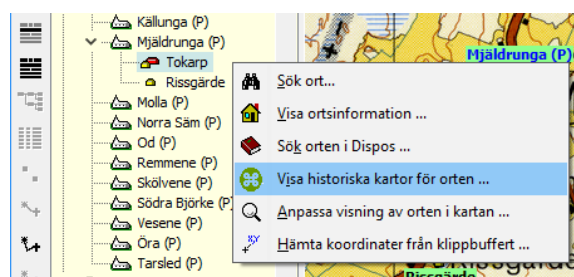 Källunga (P)
Mjäldrunga (P)
Tokarp
Rissgärde
Molla (P)
Norra Säm (P)
Od (P)
Remmene (P)
Skölvene (P)
Södra Björke (P)
Vesene (P)
Öra (P)
Tarsled (P)
Sök ort...
Visa ortsinformation ...
Sök orten i Dispos ...
Visa historiska kartor för orten ...
Anpassa visning av orten i kartan ...
Hämta koordinater från klippbuffert ...
Mjäldrunga (P)
Rissgärde